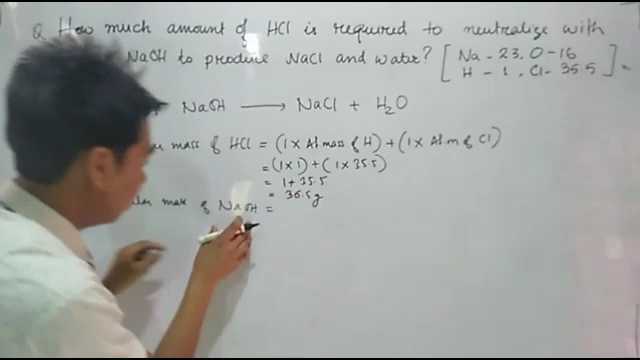 Q How much amount of HCl is required to neutralize with
NaOH to produce NaCl and water? [Na - 23, O - 16
H - 1, Cl - 35.5]
NaOH ⟶ NaCl + H₂O
mass of HCl = (1 × At mass of H) + (1 × At. m of Cl)
= (1×1) + (1 × 35.5)
= 1 + 35.5
= 36.5g
mass of NaOH =